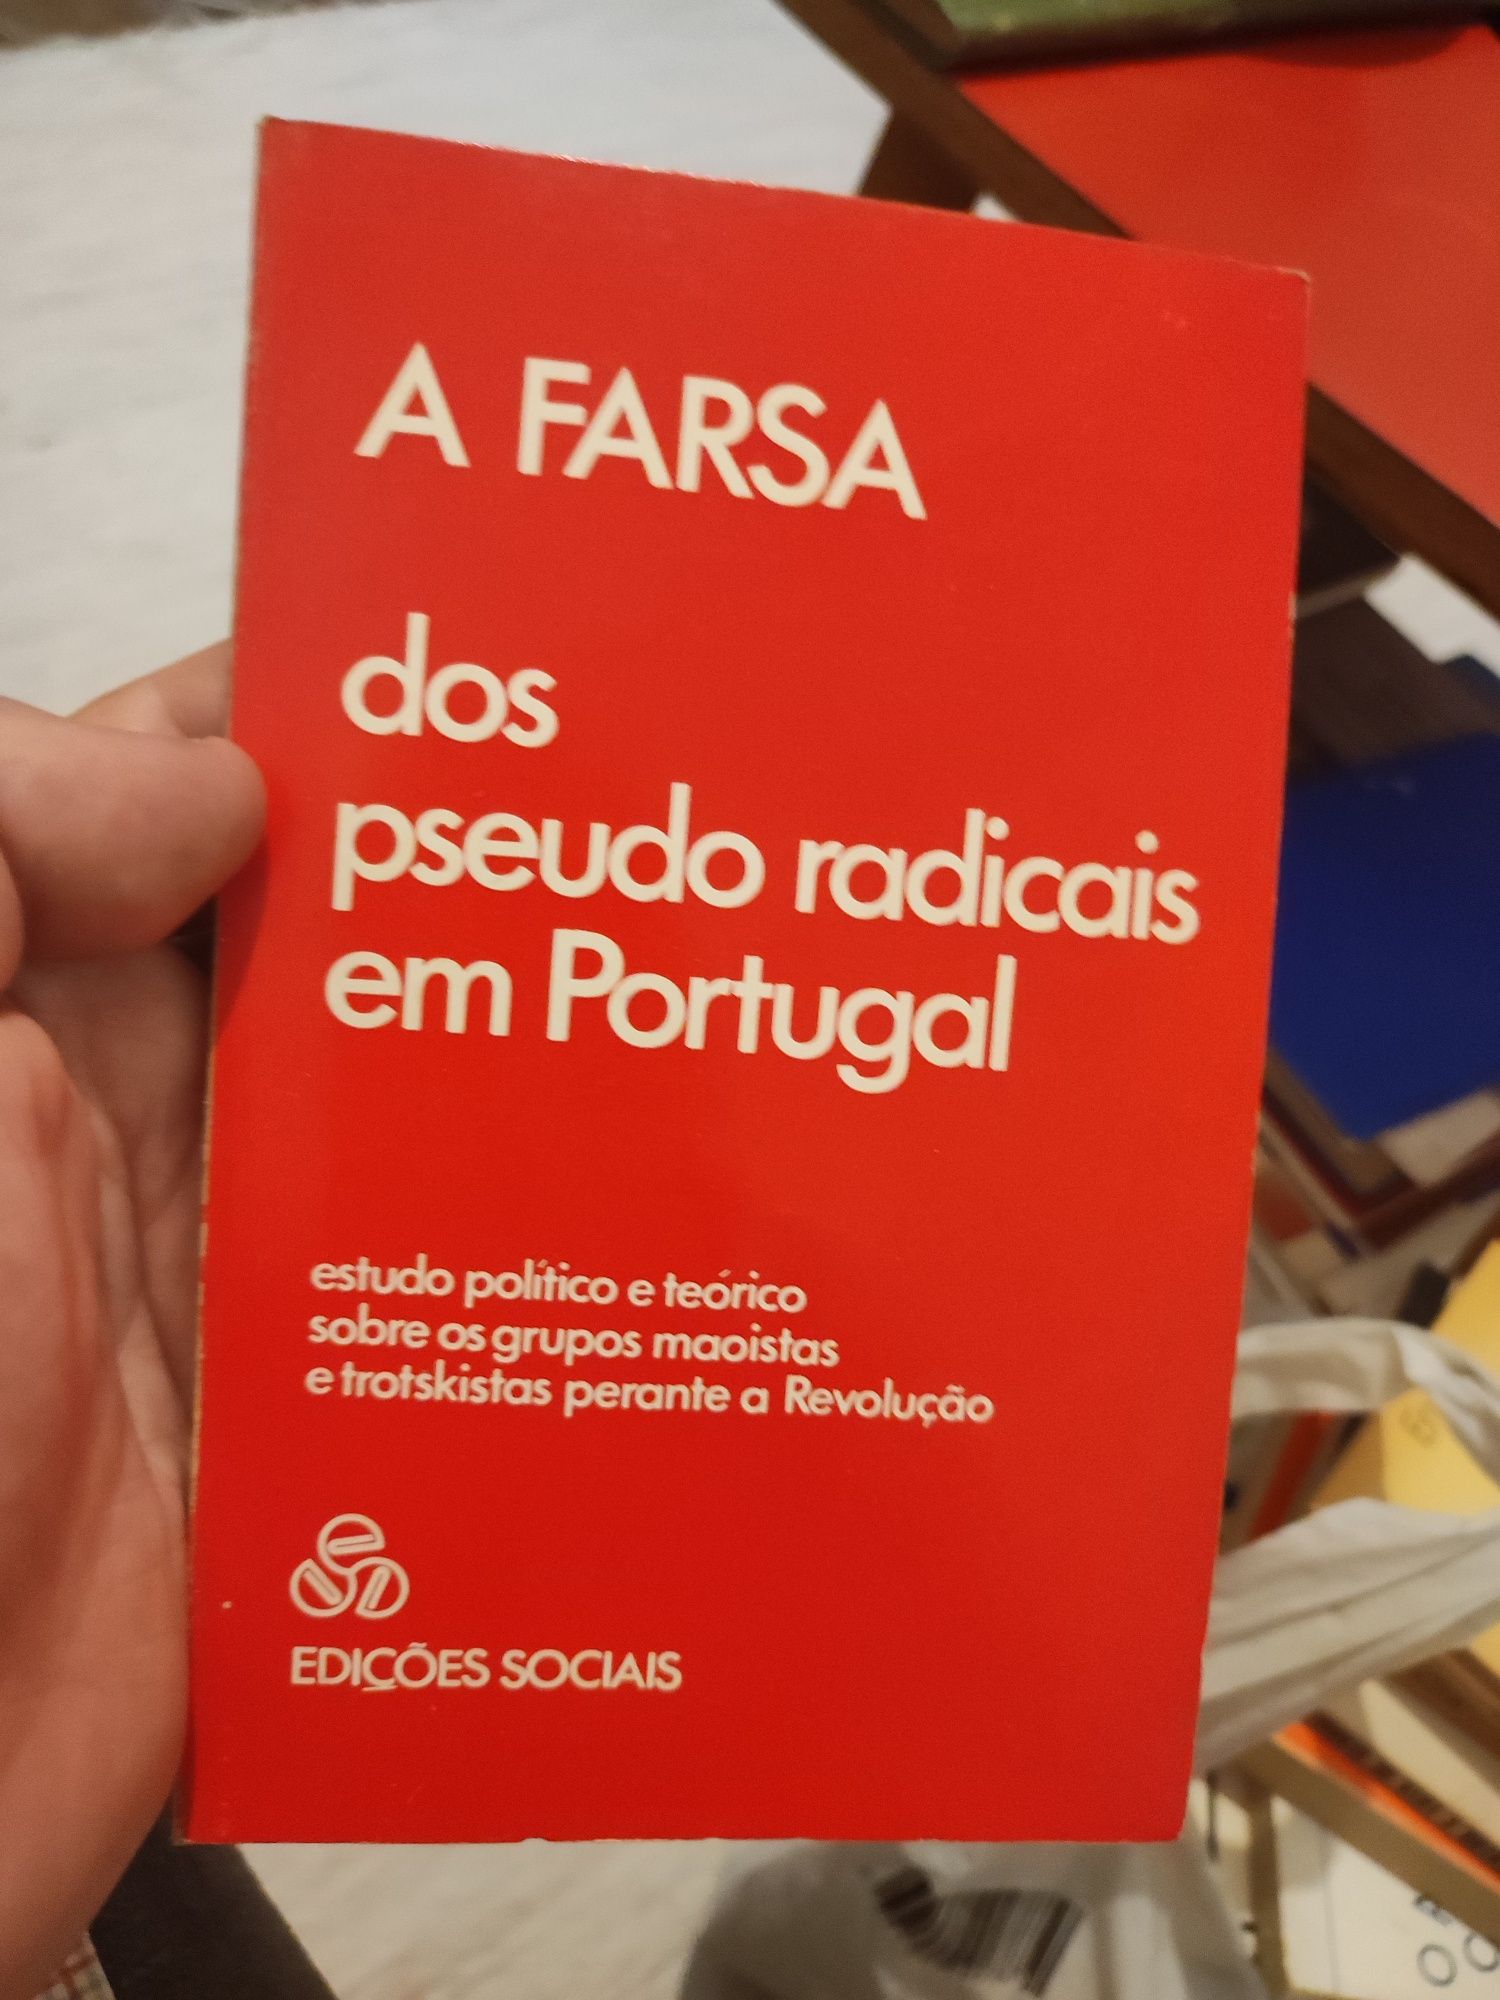 A FARSA
dos
pseudo radicais
em Portugal
estudo político e teórico
sobre os grupos maoistas
e trotskistas perante a Revolução
EDIÇÕES SOCIAIS